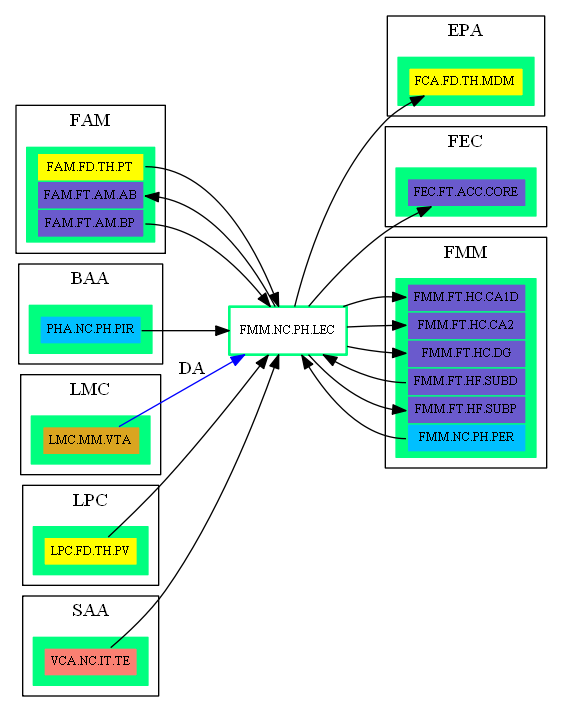 FAM
FAM.FD.TH.PT
FAM.FT.AM.AB
FAM.FT.AM.BP
BAA
PHA.NC.PH.PIR
LMC
LMC.MM.VTA
DA
LPC
LPC.FD.TH.PV
SAA
VCA.NC.IT.TE
FMM.NC.PH.LEC
EPA
FCA.FD.TH.MDM
FEC
FEC.FT.ACC.CORE
FMM
FMM.FT.HC.CA1D
FMM.FT.HC.CA2
FMM.FT.HC.DG
FMM.FT.HF.SUBD
FMM.FT.HF.SUBP
FMM.NC.PH.PER